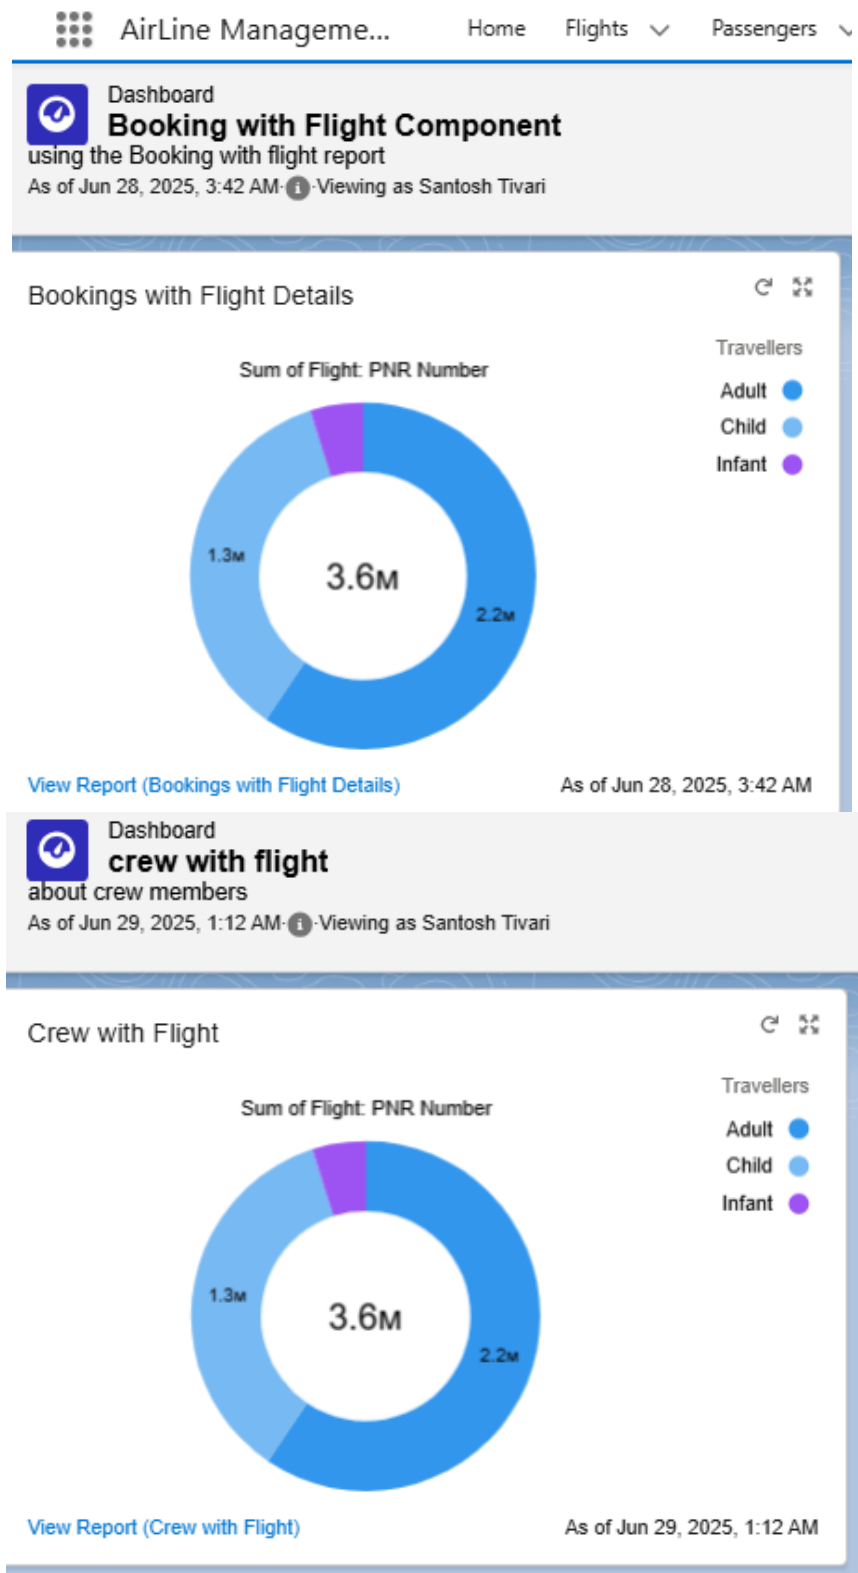 AirLine Manageme...
Home
Flights
Passengers
Dashboard
Booking with Flight Component
using the Booking with flight report
As of Jun 28, 2025, 3:42 AM·Viewing as Santosh Tivari
Bookings with Flight Details
Sum of Flight: PNR Number
Travellers
Adult
Child
Infant
1.3M
3.6M
2.2M
View Report (Bookings with Flight Details)
As of Jun 28, 2025, 3:42 AM
Dashboard
crew with flight
about crew members
As of Jun 29, 2025, 1:12 AM·Viewing as Santosh Tivari
Crew with Flight
Sum of Flight: PNR Number
Travellers
Adult
Child
Infant
1.3M
3.6M
2.2M
View Report (Crew with Flight)
As of Jun 29, 2025, 1:12 AM